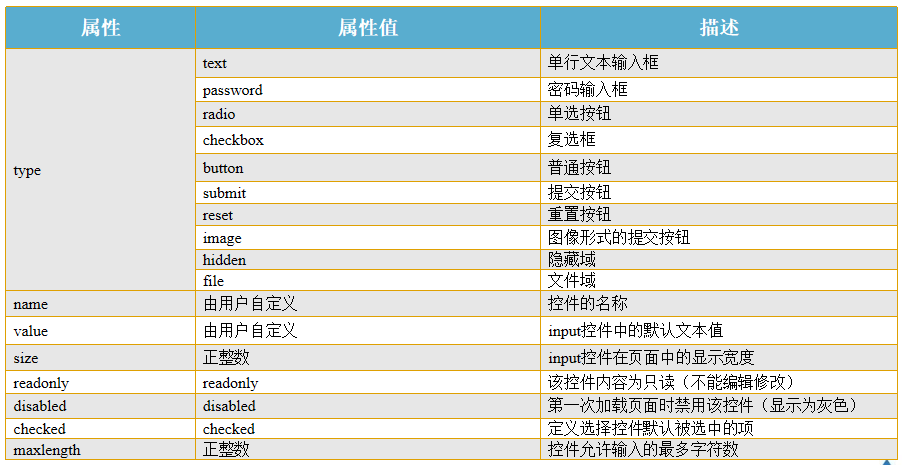 属性 属性值 描述
text 单行文本输入框
password 密码输入框
radio 单选按钮
checkbox 复选框
type button 普通按钮
submit 提交按钮
reset 重置按钮
image 图像形式的提交按钮
hidden 隐藏域
file 文件域
name 由用户自定义 控件的名称
value 由用户自定义 input控件中的默认文本值
size 正整数 input控件在页面中的显示宽度
readonly readonly 该控件内容为只读（不能编辑修改）
disabled disabled 第一次加载页面时禁用该控件（显示为灰色）
checked checked 定义选择控件默认被选中的项
maxlength 正整数 控件允许输入的最多字符数